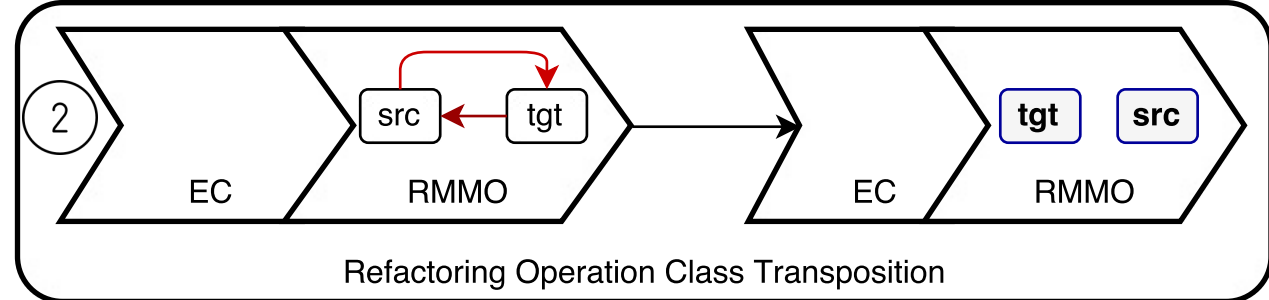 2
src
tgt
EC
RMMO
tgt
src
EC
RMMO
Refactoring Operation Class Transposition